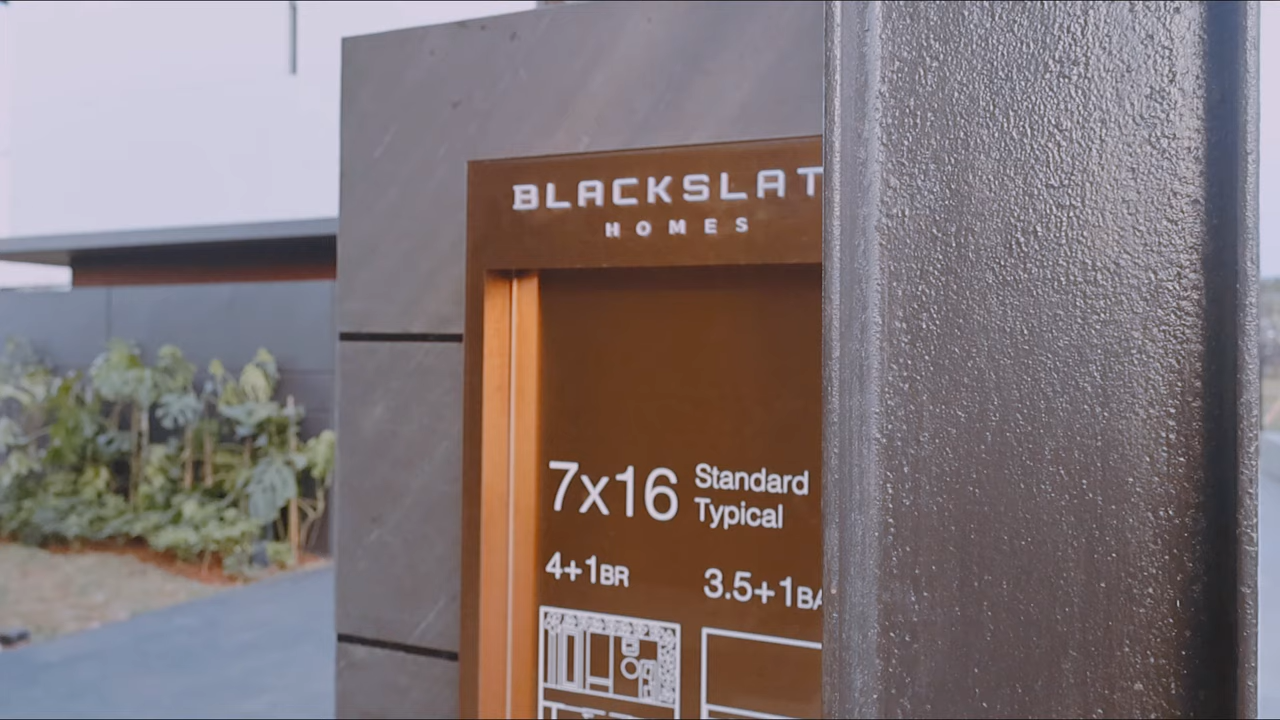 BLACKSLAT
HOMES
7x16 Standard
Typical
4+1BR 3.5+1BA